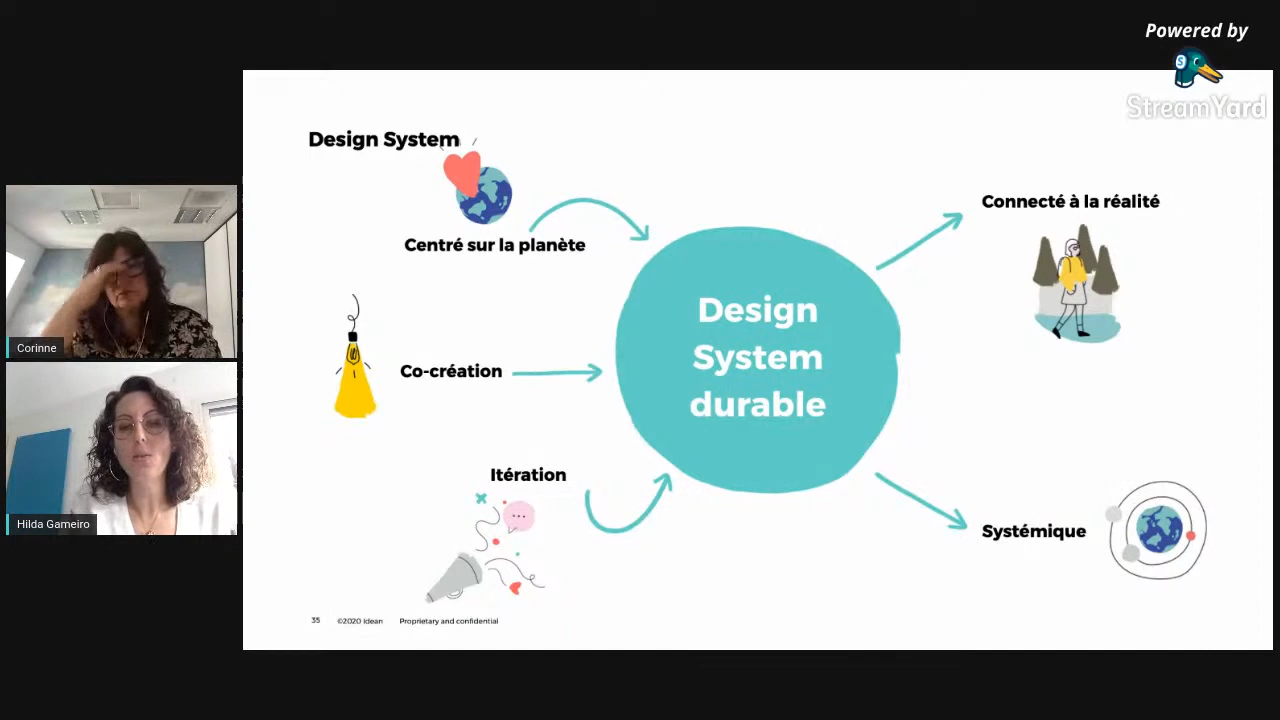 Powered by
StreamYard
Design System
Centré sur la planète
Connecté à la réalité
Design
System
durable
Co-création
Itération
Systémique
35 ©2020 Idean Proprietary and confidential
Corinne
Hilda Gameiro